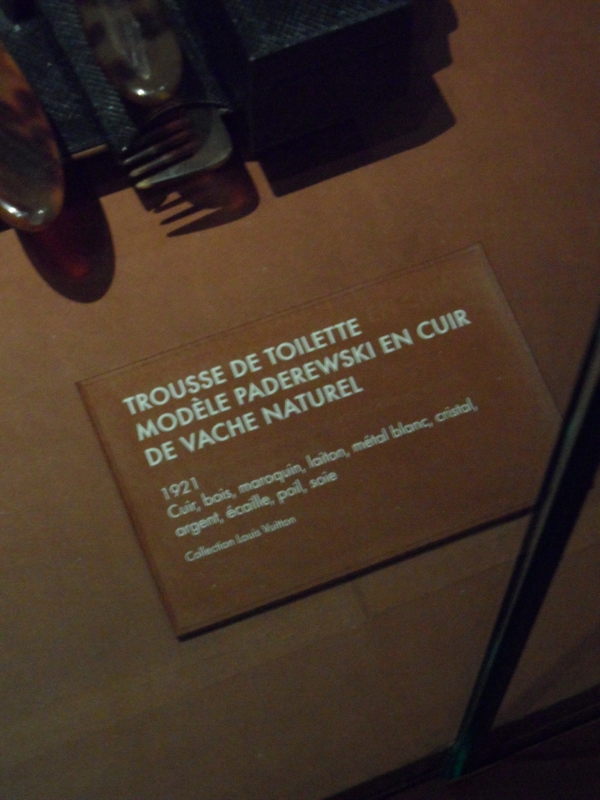 TROUSSE DE TOILETTE
MODÈLE PADEREWSKI EN CUIR
DE VACHE NATUREL
1921
Cuir, bois, maroquin, laiton, métal blanc, cristal,
argent, écaille, poil, soie
Collection Louis Vuitton